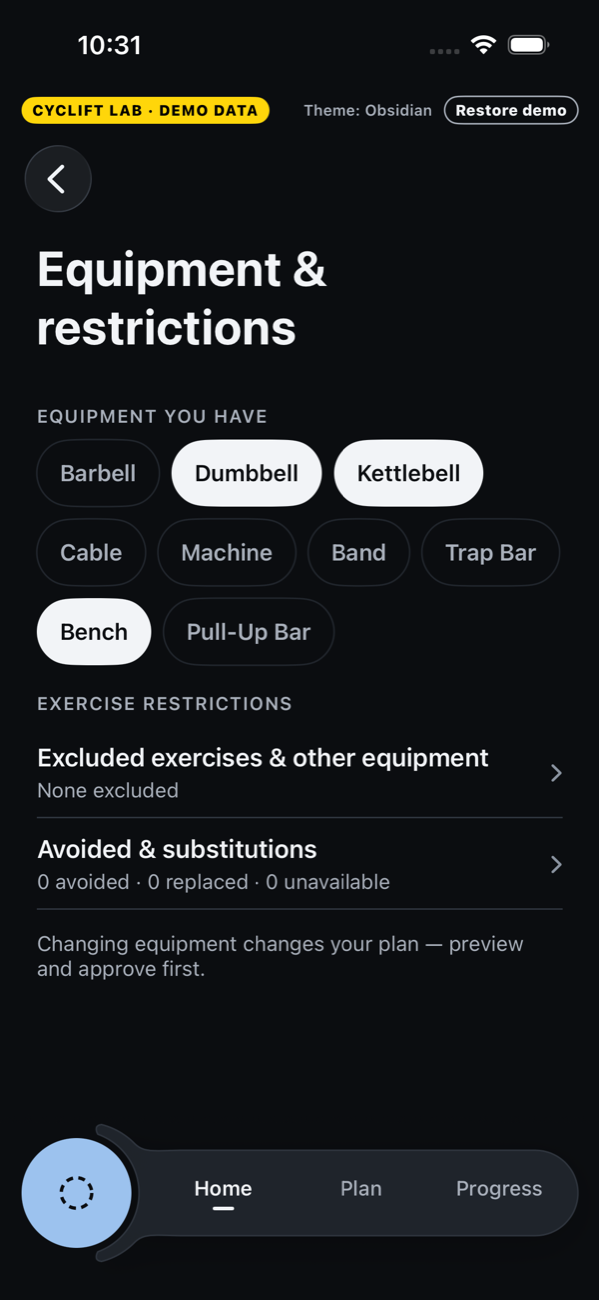 10:31
CYCLIFT LAB · DEMO DATA Theme: Obsidian Restore demo
Equipment &
restrictions
EQUIPMENT YOU HAVE
Barbell Dumbbell Kettlebell
Cable Machine Band Trap Bar
Bench Pull-Up Bar
EXERCISE RESTRICTIONS
Excluded exercises & other equipment
None excluded
Avoided & substitutions
0 avoided · 0 replaced · 0 unavailable
Changing equipment changes your plan — preview
and approve first.
Home Plan Progress